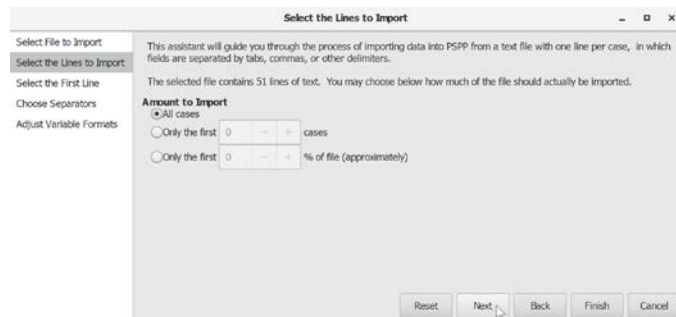 Select the Lines to Import
Select File to Import
Select the Lines to Import
Select the First Line
Choose Separators
Adjust Variable Formats
This assistant will guide you through the process of importing data into PSPP from a text file with one line per case, in which
fields are separated by tabs, commas, or other delimiters.
The selected file contains 51 lines of text. You may choose below how much of the file should actually be imported.
Amount to Import
All cases
Only the first 0 − + cases
Only the first 0 − + % of file (approximately)
Reset Next Back Finish Cancel